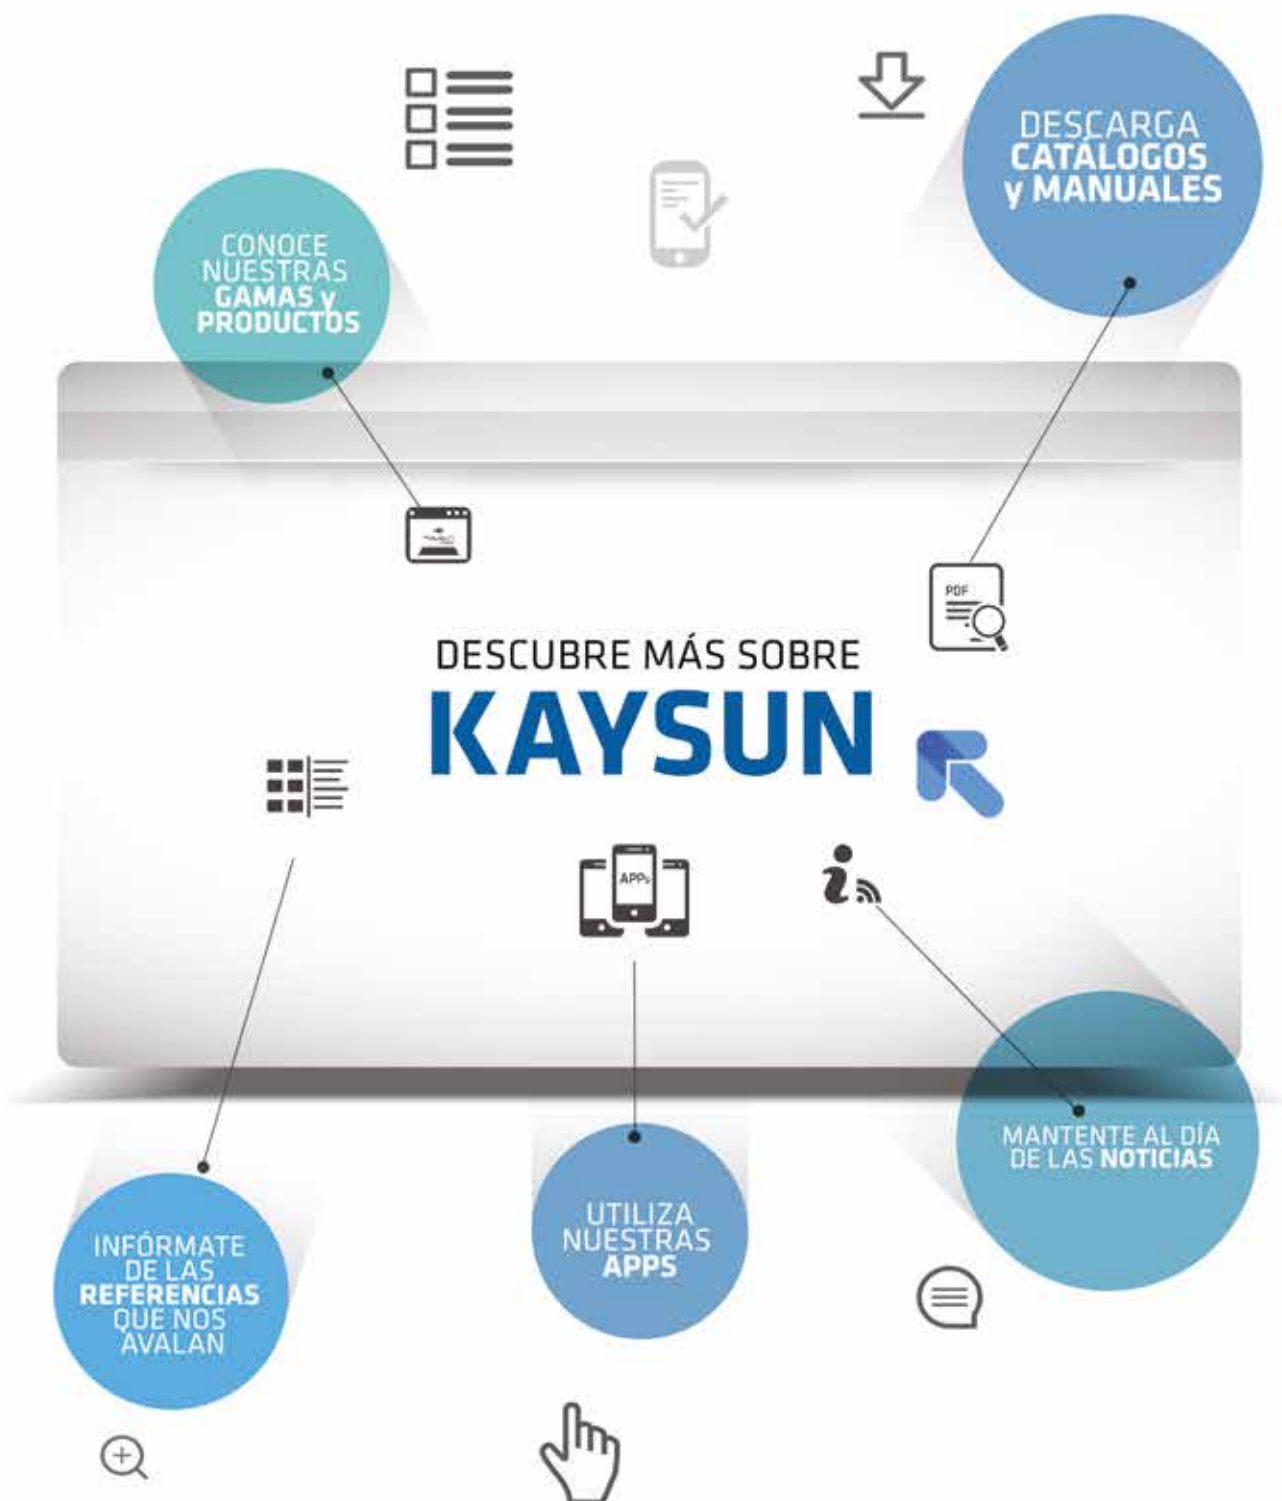 DESCARGA
CATÁLOGOS
y MANUALES
CONOCE
NUESTRAS
GAMAS y
PRODUCTOS
PDF
DESCUBRE MÁS SOBRE
KAYSUN
APPs
MANTENTE AL DÍA
DE LAS NOTICIAS
INFÓRMATE
DE LAS
REFERENCIAS
QUE NOS
AVALAN
UTILIZA
NUESTRAS
APPS